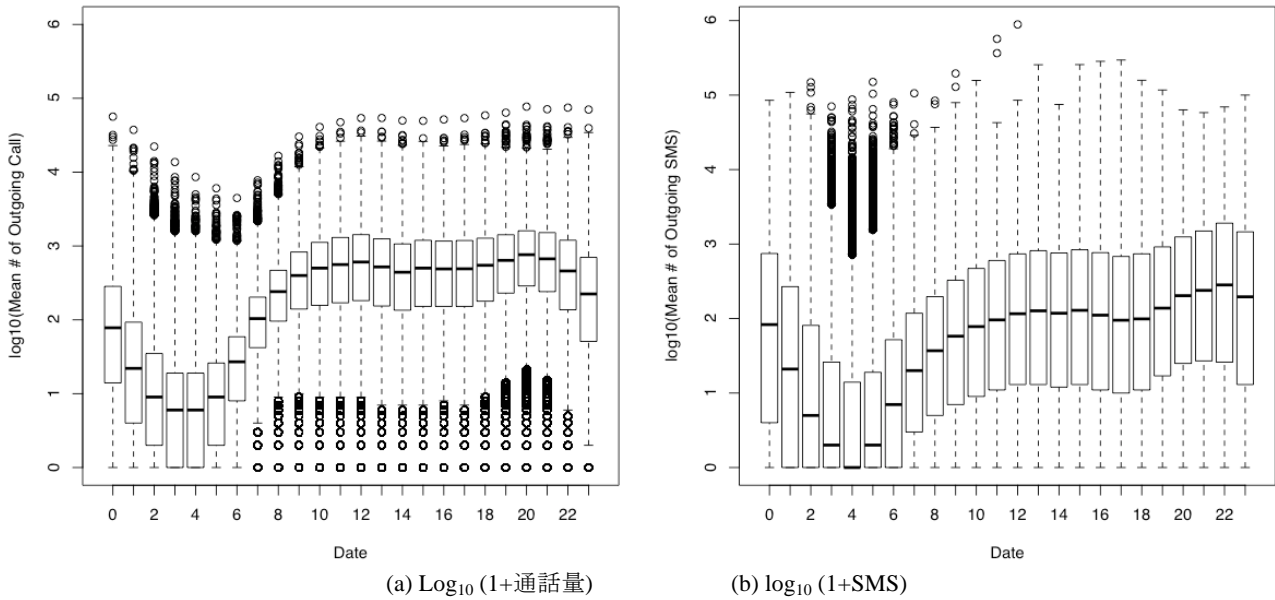 log10(Mean # of Outgoing Call)
6
5
4
3
2
1
0
0 2 4 6 8 10 12 14 16 18 20 22
Date
log10(Mean # of Outgoing SMS)
6
5
4
3
2
1
0
0 2 4 6 8 10 12 14 16 18 20 22
Date
(a) Log10 (1+通話量)
(b) log10 (1+SMS)